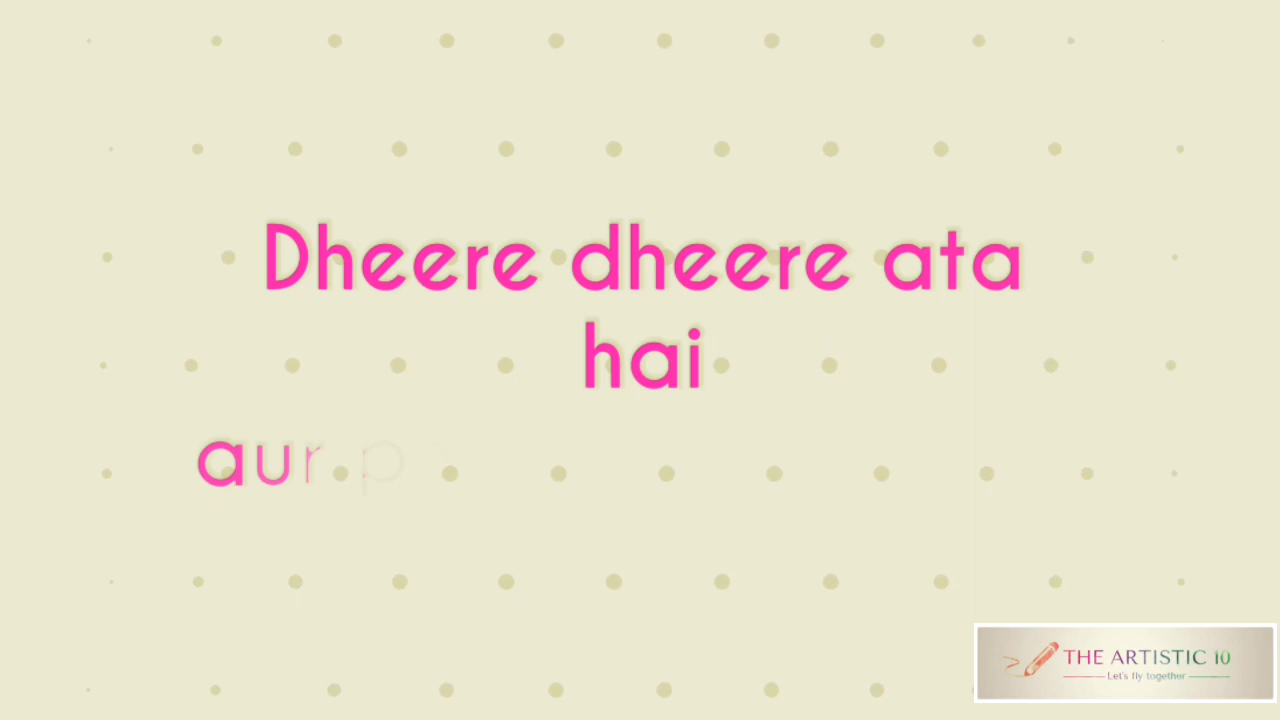 Dheere dheere ata
hai
aur
THE ARTISTIC 10
Let's fly together